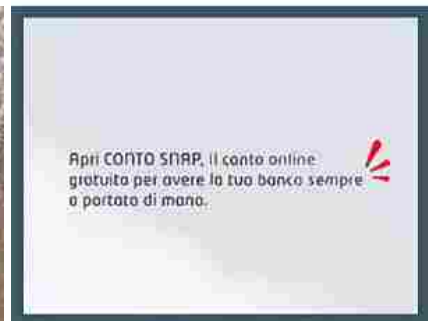 Apri CONTO SNAP, il conto online
gratuito per avere la tua banca sempre
a portata di mano.